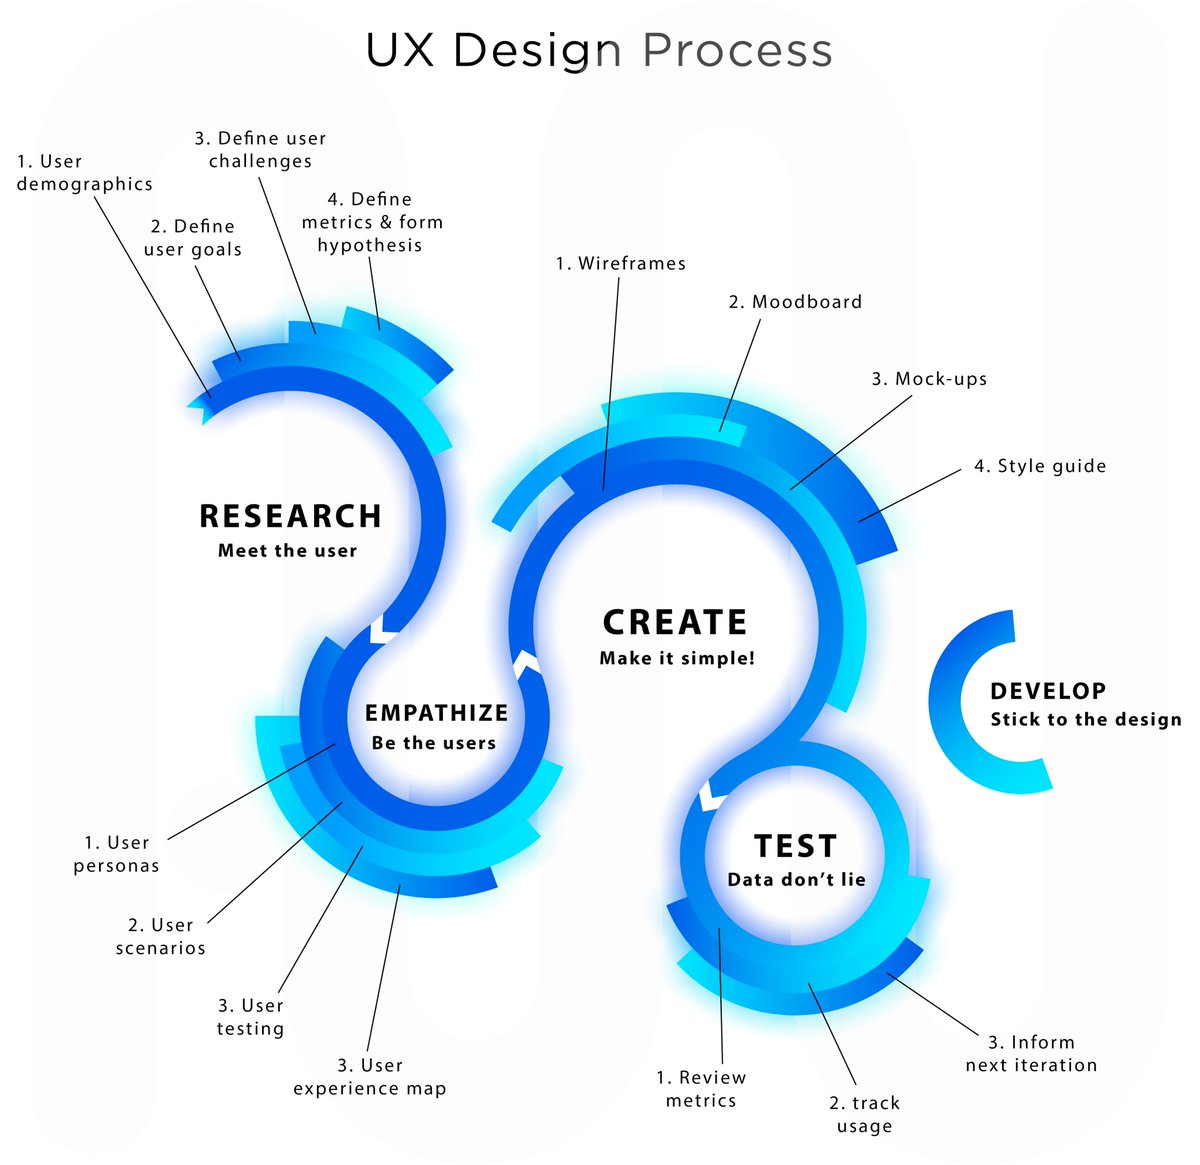 UX Design Process
1. User
demographics
2. Define
user goals
3. Define user
challenges
4. Define
metrics & form
hypothesis
RESEARCH
Meet the user
EMPATHIZE
Be the users
1. User
personas
2. User
scenarios
3. User
testing
3. User
experience map
1. Wireframes
2. Moodboard
3. Mock-ups
4. Style guide
CREATE
Make it simple!
TEST
Data don’t lie
1. Review
metrics
2. track
usage
3. Inform
next iteration
DEVELOP
Stick to the design